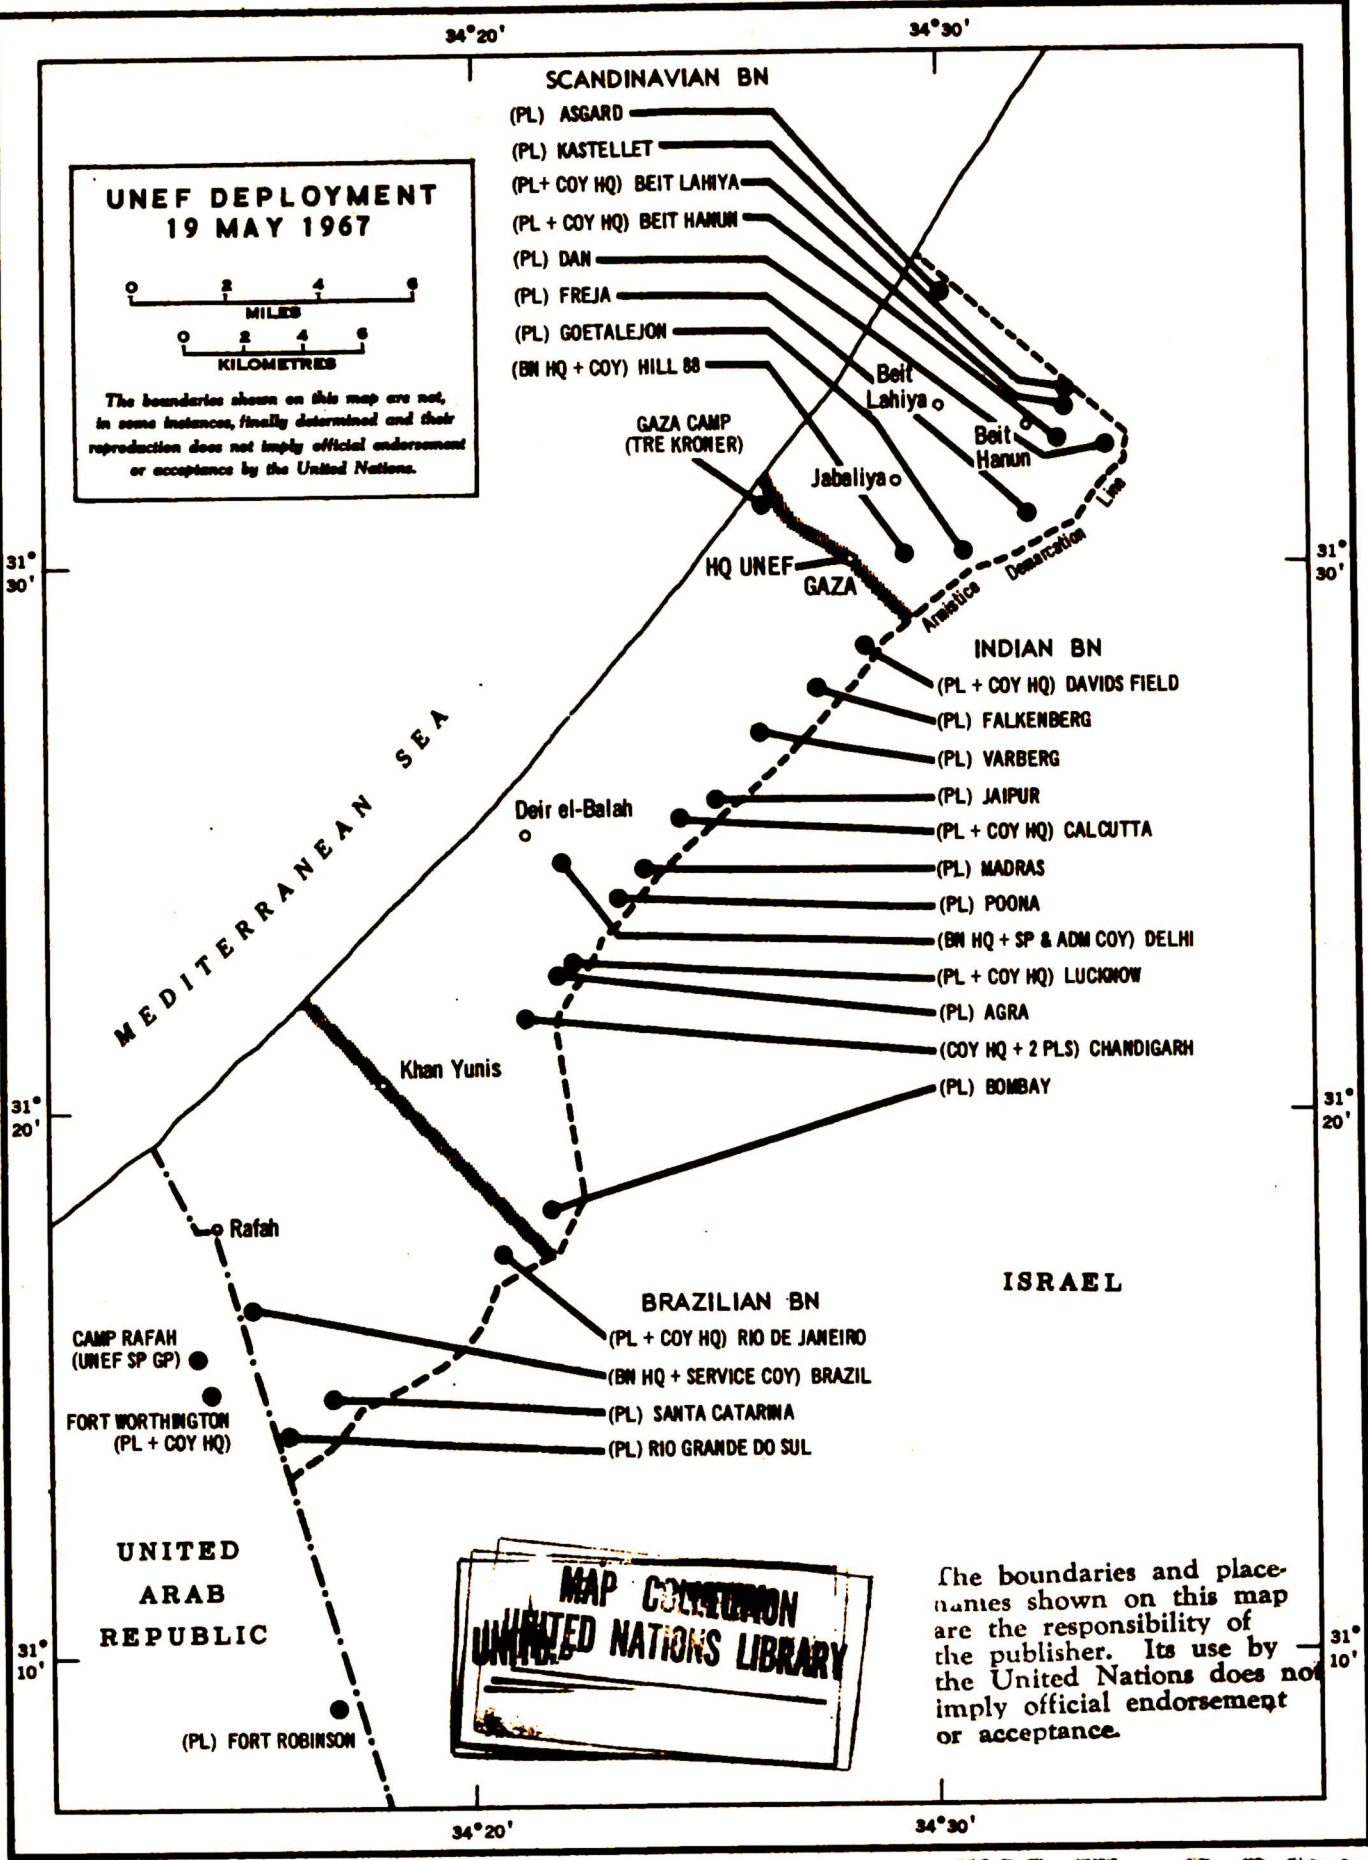 34°20' 34°30'
SCANDINAVIAN BN
(PL) ASGARD
(PL) KASTELLET
(PL+ COY HQ) BEIT LAHIYA
(PL + COY HQ) BEIT HANUN
(PL) DAN
(PL) FREJA
(PL) GOETALEJON
(BN HQ + COY) HILL 88
UNEF DEPLOYMENT
19 MAY 1967
0 2 4 6
MILES
0 2 4 6
KILOMETRES
The boundaries shown on this map are not,
in some instances, finally determined and their
reproduction does not imply official endorsement
or acceptance by the United Nations.
GAZA CAMP
(TRE KRONER)
Beit
Lahiya
Beit
Hanun
Jabaliya
HQ UNEF
GAZA
Armistice Demarcation Line
31°
30'
31°
30'
INDIAN BN
(PL + COY HQ) DAVIDS FIELD
(PL) FALKENBERG
(PL) VARBERG
(PL) JAIPUR
(PL + COY HQ) CALCUTTA
(PL) MADRAS
(PL) POONA
(BN HQ + SP & ADM COY) DELHI
(PL + COY HQ) LUCKNOW
(PL) AGRA
(COY HQ + 2 PLS) CHANDIGARH
(PL) BOMBAY
MEDITERRANEAN SEA
Deir el-Balah
Khan Yunis
31°
20'
31°
20'
Rafah
ISRAEL
BRAZILIAN BN
(PL + COY HQ) RIO DE JANEIRO
(BN HQ + SERVICE COY) BRAZIL
(PL) SANTA CATARINA
(PL) RIO GRANDE DO SUL
CAMP RAFAH
(UNEF SP GP)
FORT WORTHINGTON
(PL + COY HQ)
UNITED
ARAB
REPUBLIC
31°
10'
31°
10'
(PL) FORT ROBINSON
MAP COLLECTION
UNITED NATIONS LIBRARY
The boundaries and place-
names shown on this map
are the responsibility of
the publisher. Its use by
the United Nations does not
imply official endorsement
or acceptance.
34°20' 34°30'